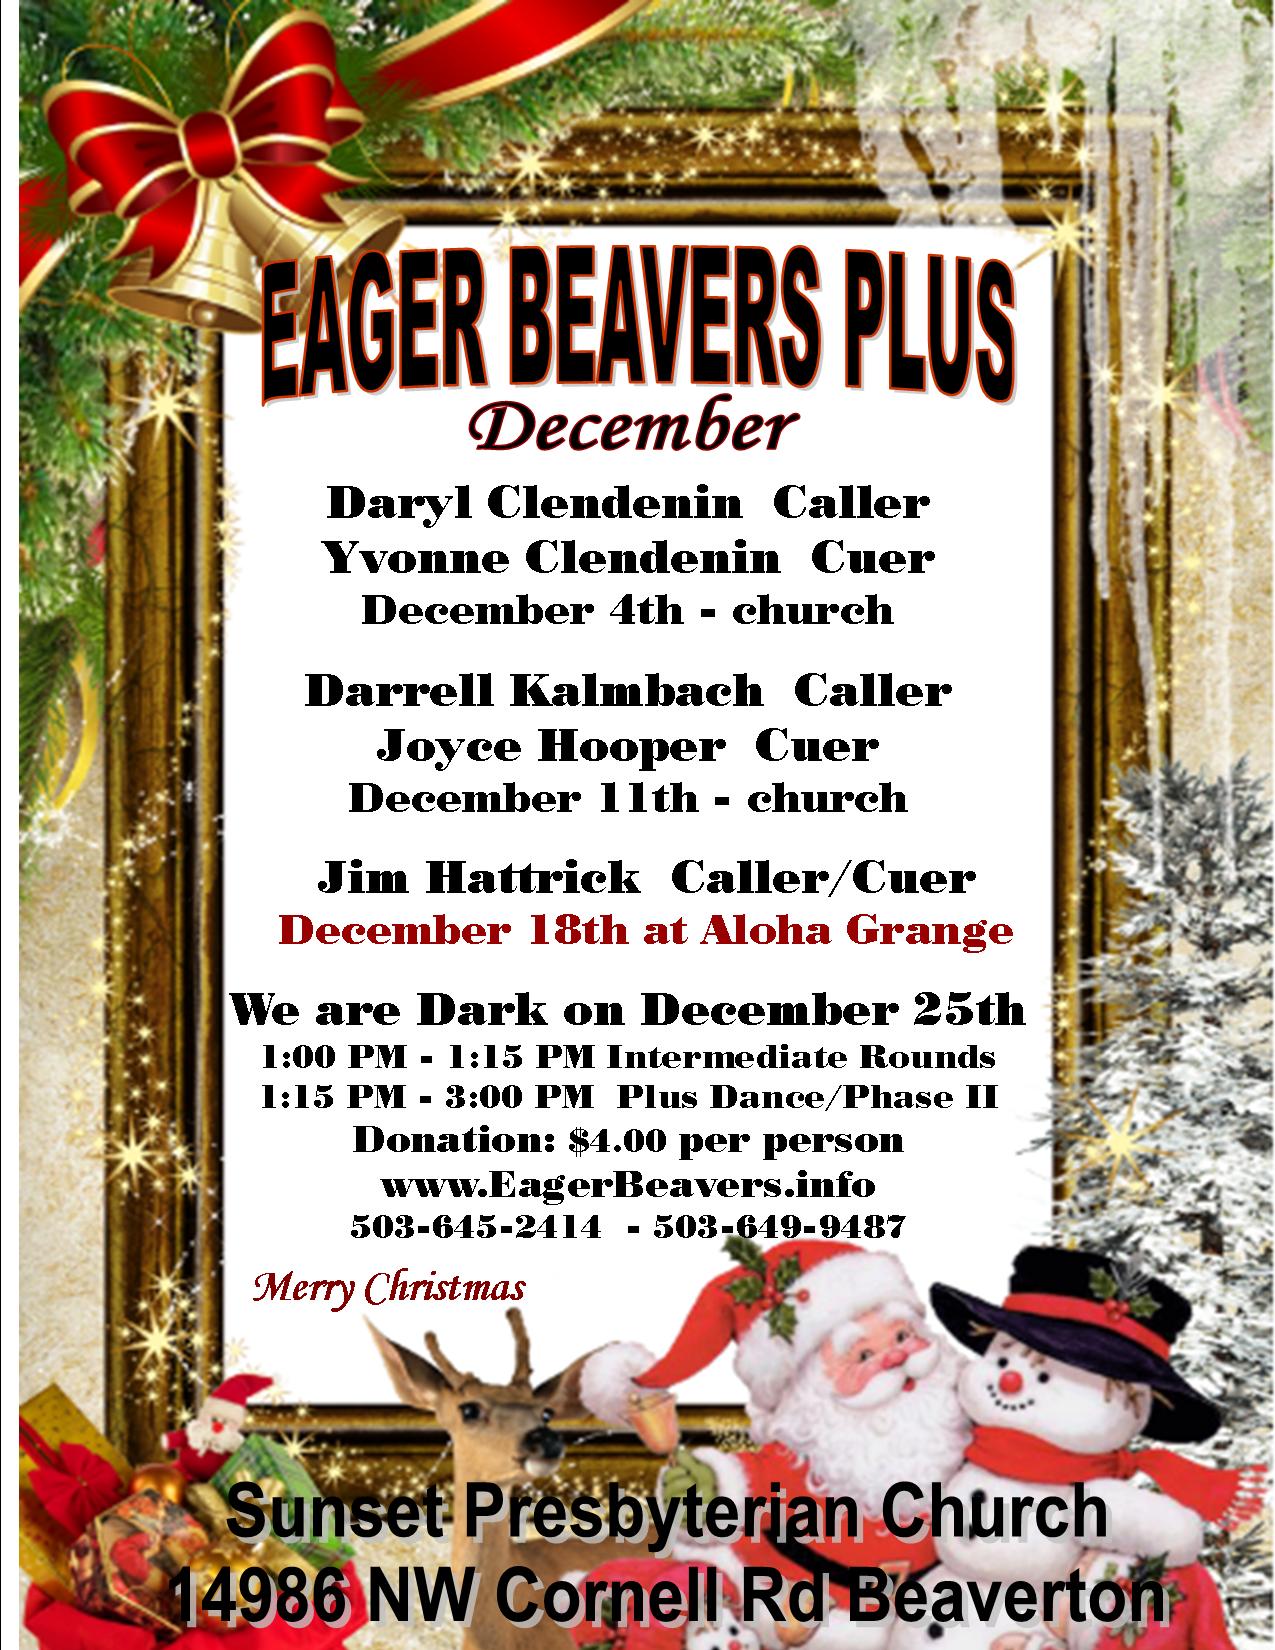 EAGER BEAVERS PLUS
December
Daryl Clendenin Caller
Yvonne Clendenin Cuer
December 4th - church
Darrell Kalmbach Caller
Joyce Hooper Cuer
December 11th - church
Jim Hattrick Caller/Cuer
December 18th at Aloha Grange
We are Dark on December 25th
1:00 PM - 1:15 PM Intermediate Rounds
1:15 PM - 3:00 PM Plus Dance/Phase II
Donation: $4.00 per person
www.EagerBeavers.info
503-645-2414 - 503-649-9487
Merry Christmas
Sunset Presbyterian Church
14986 NW Cornell Rd Beaverton